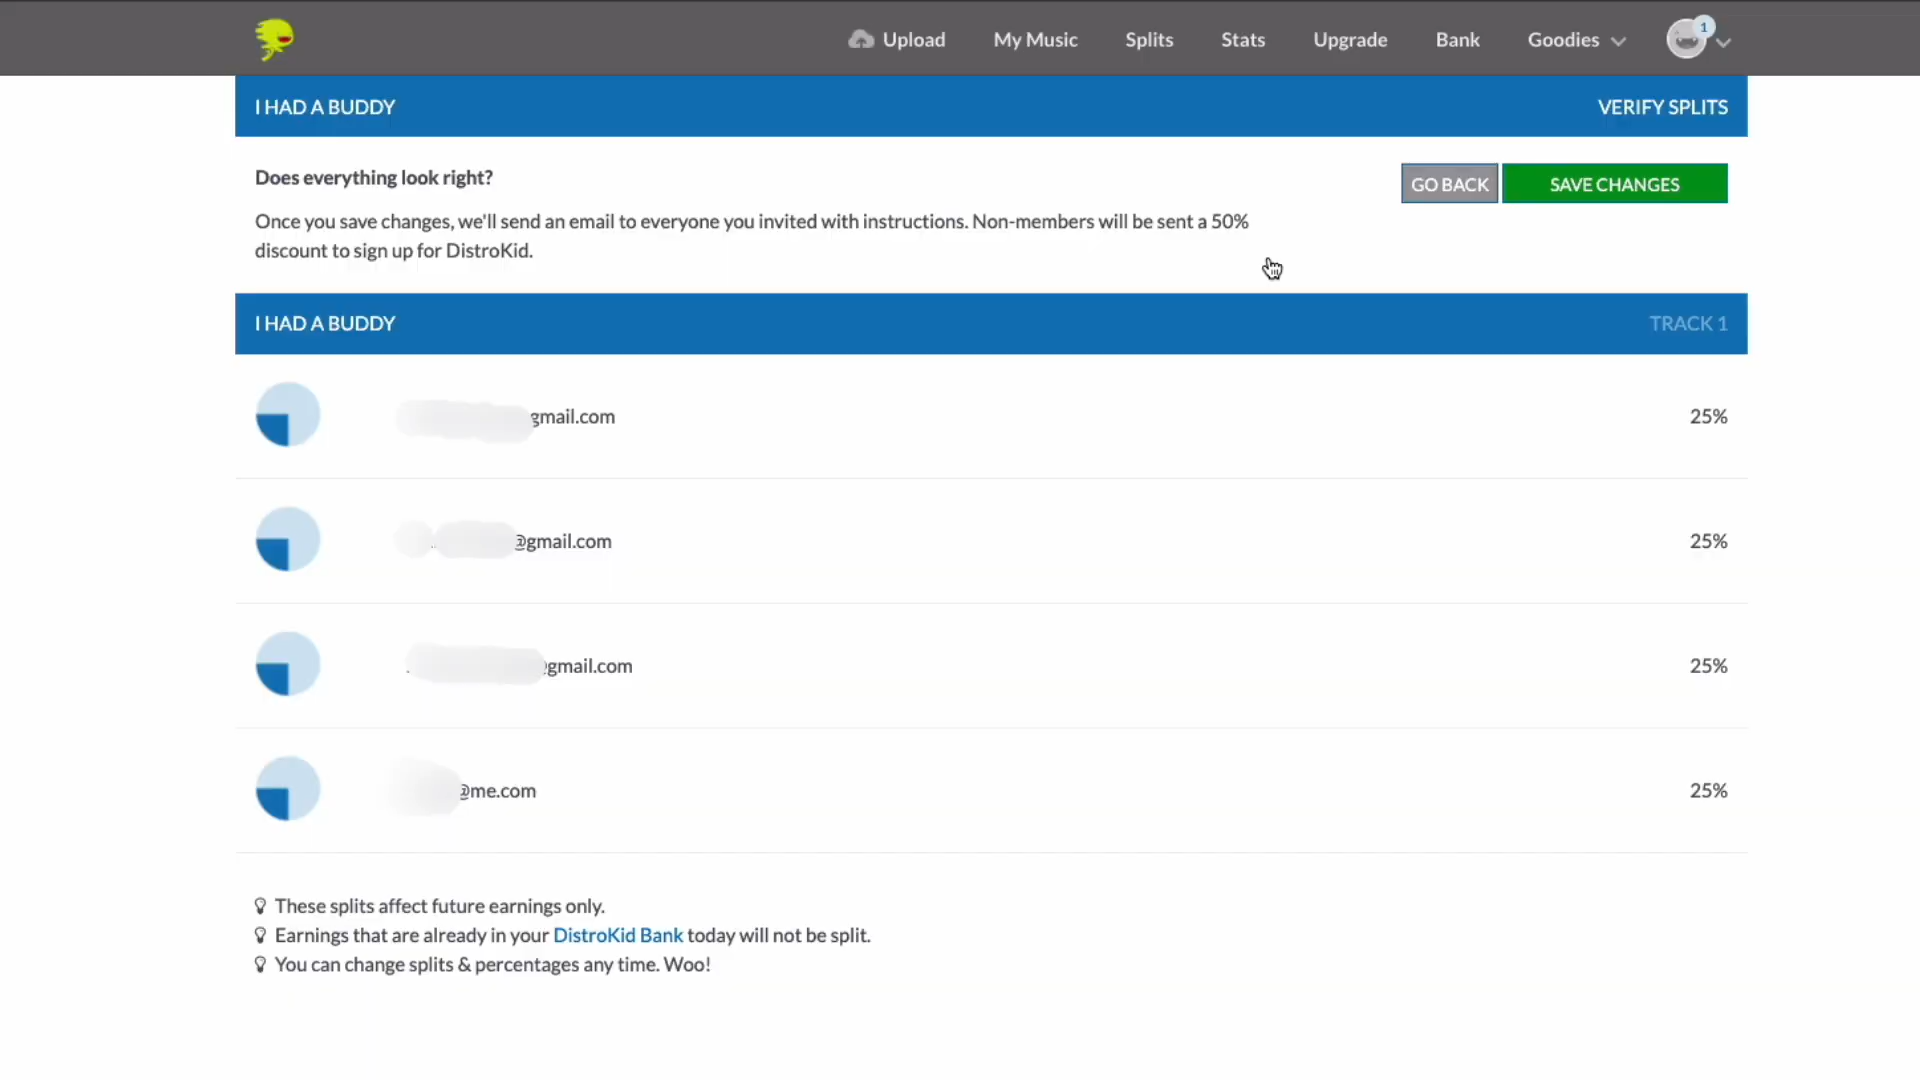 Upload My Music Splits Stats Upgrade Bank Goodies 1
I HAD A BUDDY VERIFY SPLITS
Does everything look right? GO BACK SAVE CHANGES
Once you save changes, we'll send an email to everyone you invited with instructions. Non-members will be sent a 50%
discount to sign up for DistroKid.
I HAD A BUDDY TRACK 1
gmail.com 25%
@gmail.com 25%
gmail.com 25%
@me.com 25%
These splits affect future earnings only.
Earnings that are already in your DistroKid Bank today will not be split.
You can change splits & percentages any time. Woo!